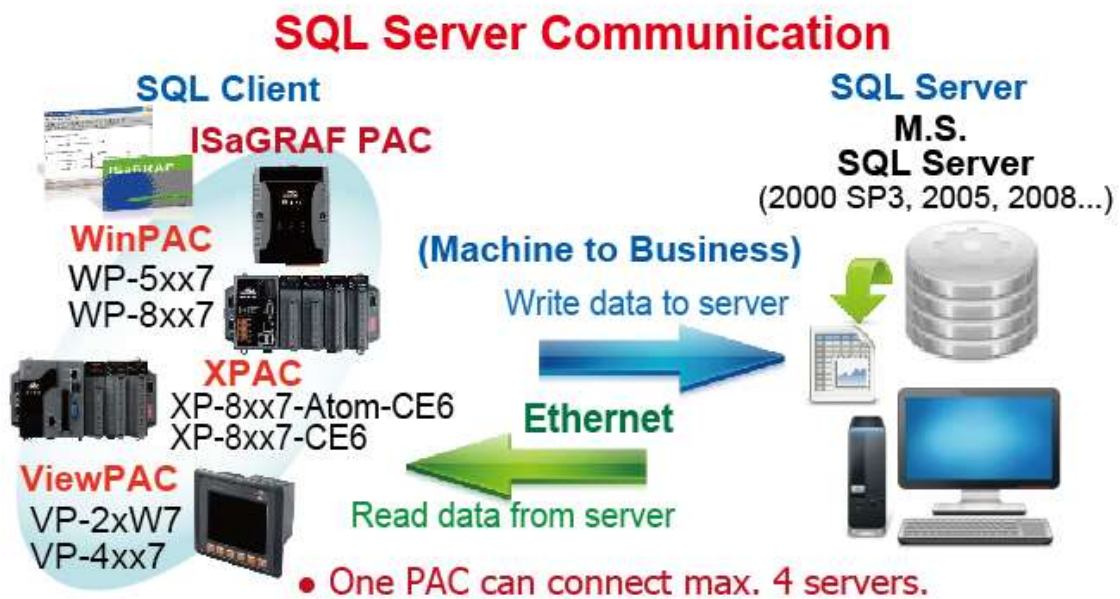 SQL Server Communication
SQL Client
ISaGRAF PAC
ISaGRAF
WinPAC
WP-5xx7
WP-8xx7
XPAC
XP-8xx7-Atom-CE6
XP-8xx7-CE6
ViewPAC
VP-2xW7
VP-4xx7
(Machine to Business)
Write data to server
Ethernet
Read data from server
SQL Server
M.S.
SQL Server
(2000 SP3, 2005, 2008...)
● One PAC can connect max. 4 servers.